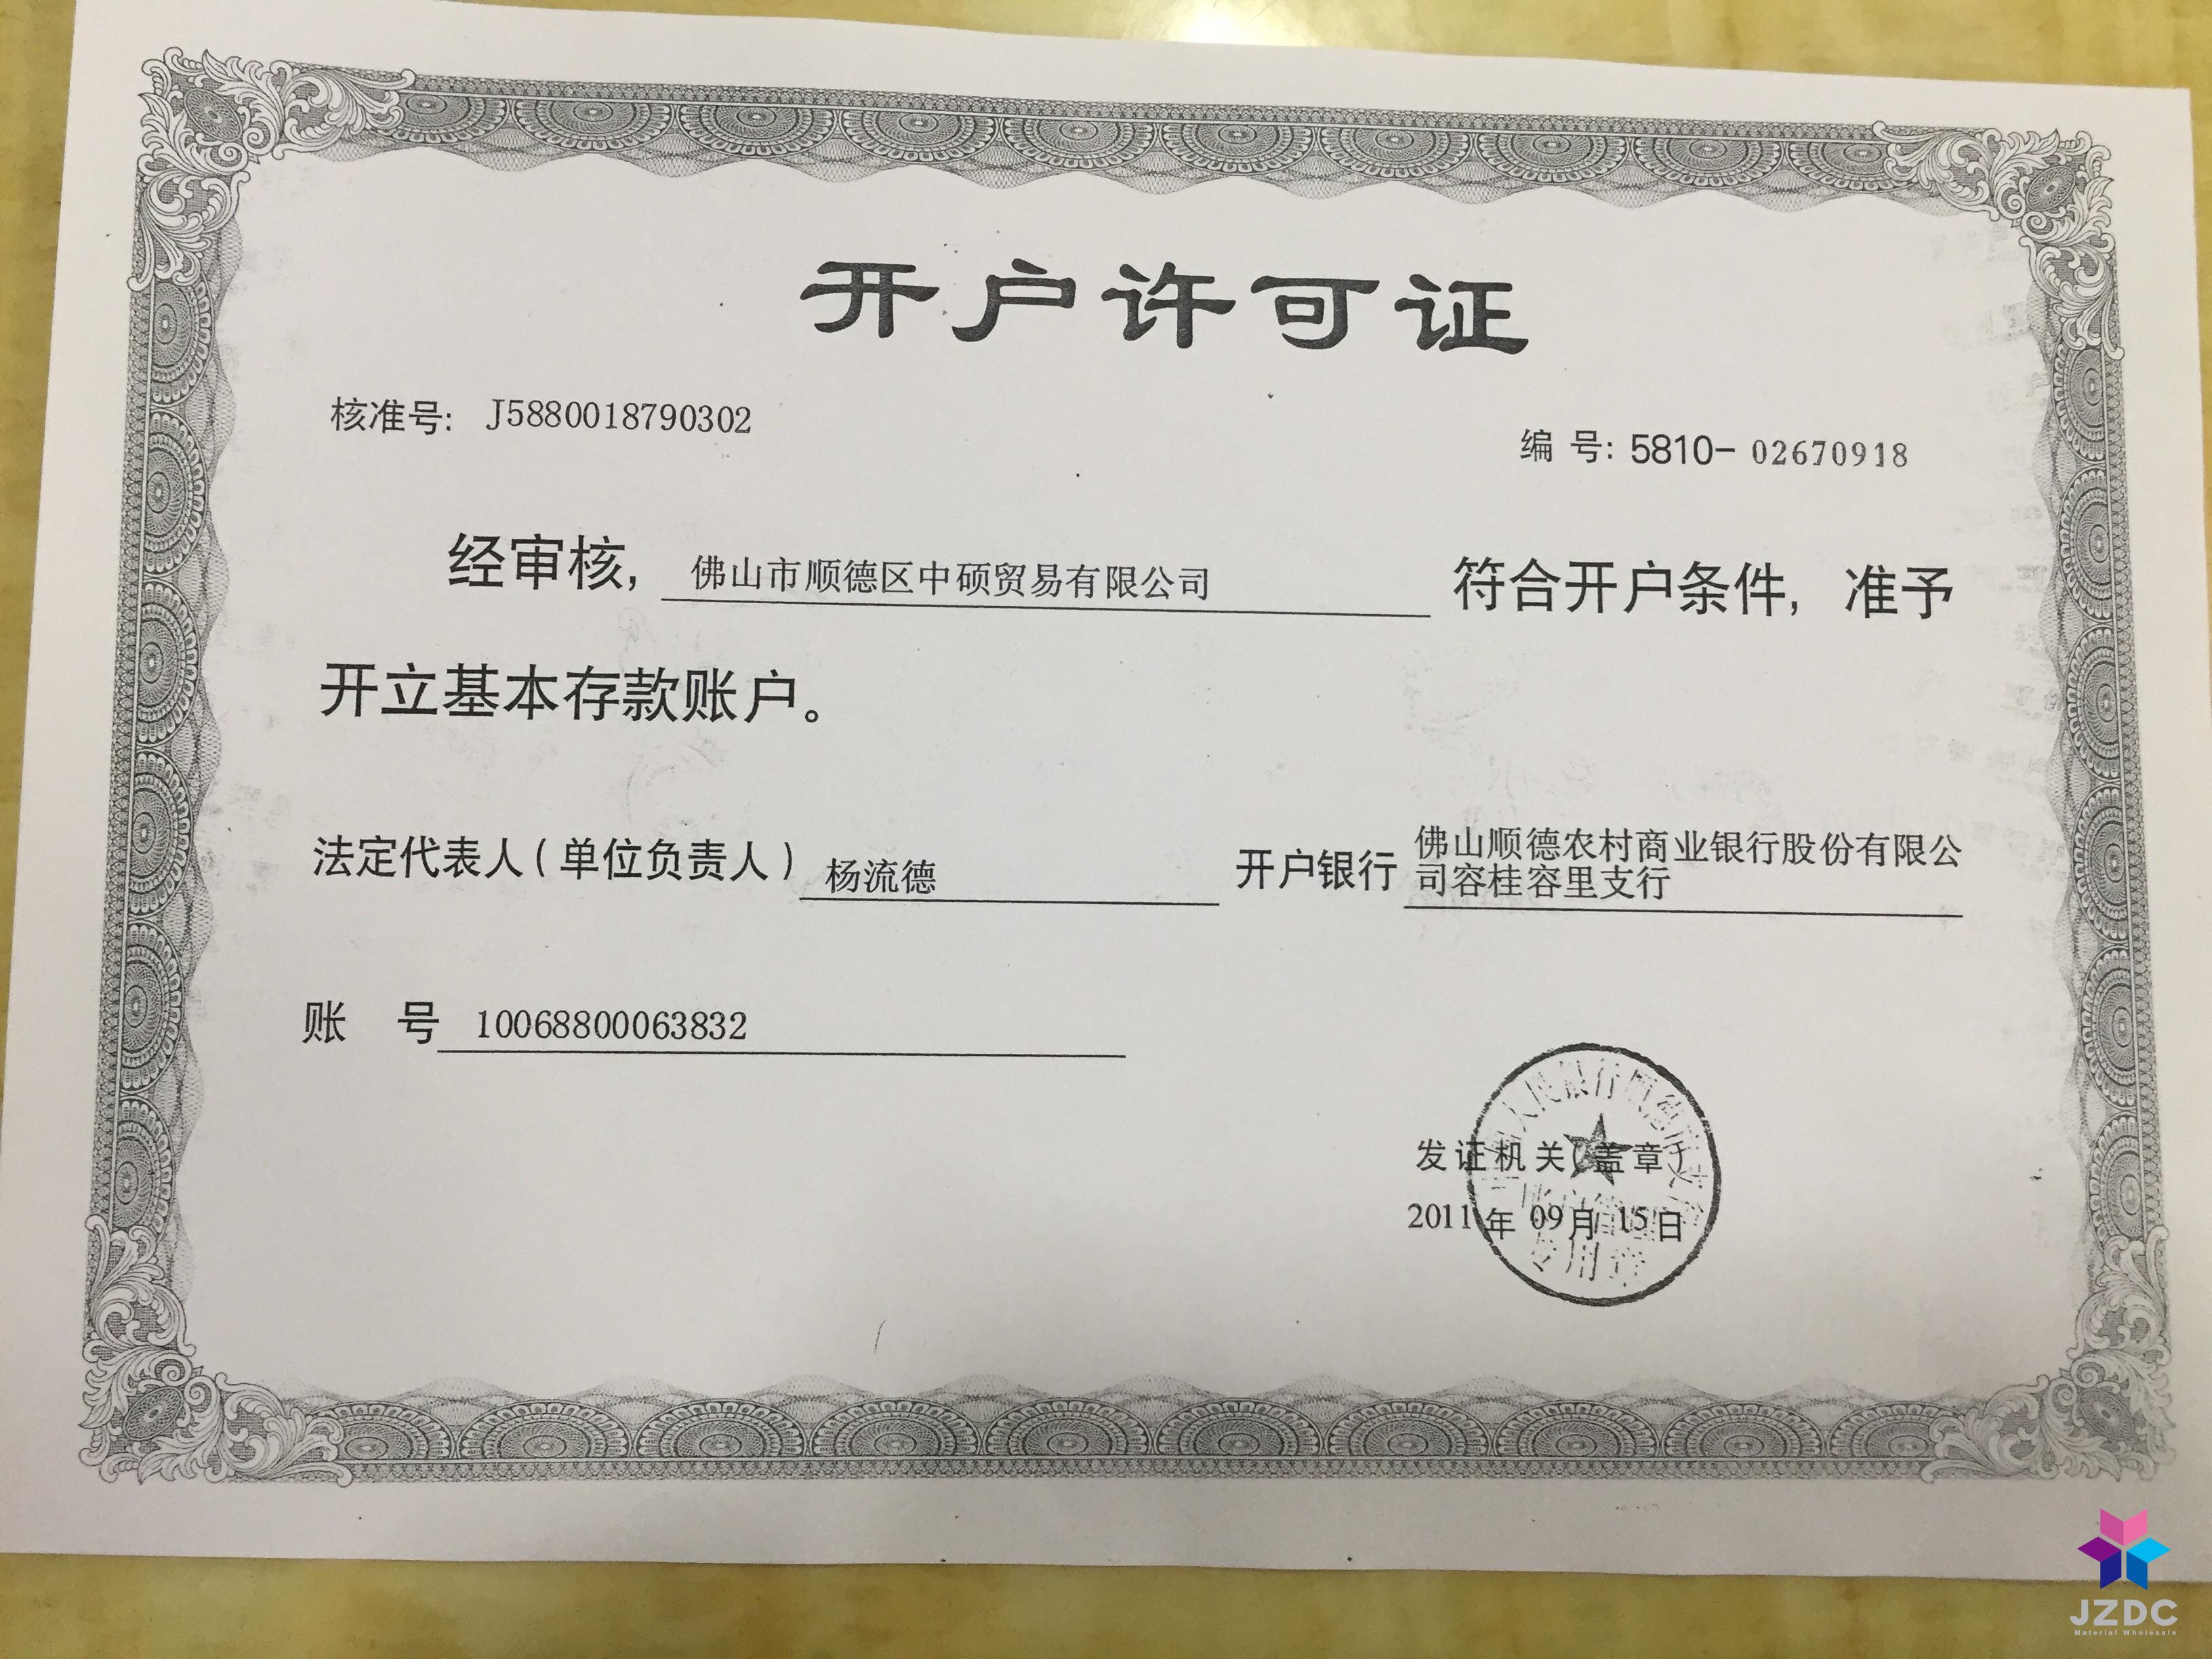 开户许可证
核准号: J5880018790302
编 号: 5810- 02670918
经审核, 佛山市顺德区中硕贸易有限公司 符合开户条件, 准予
开立基本存款账户。
法定代表人(单位负责人) 杨流德 开户银行 佛山顺德农村商业银行股份有限公
司容桂容里支行
账 号 10068800063832
人民银行顺德
发证机关(盖章)
2011年 09月 15日
专用章
JZDC
Material Wholesale